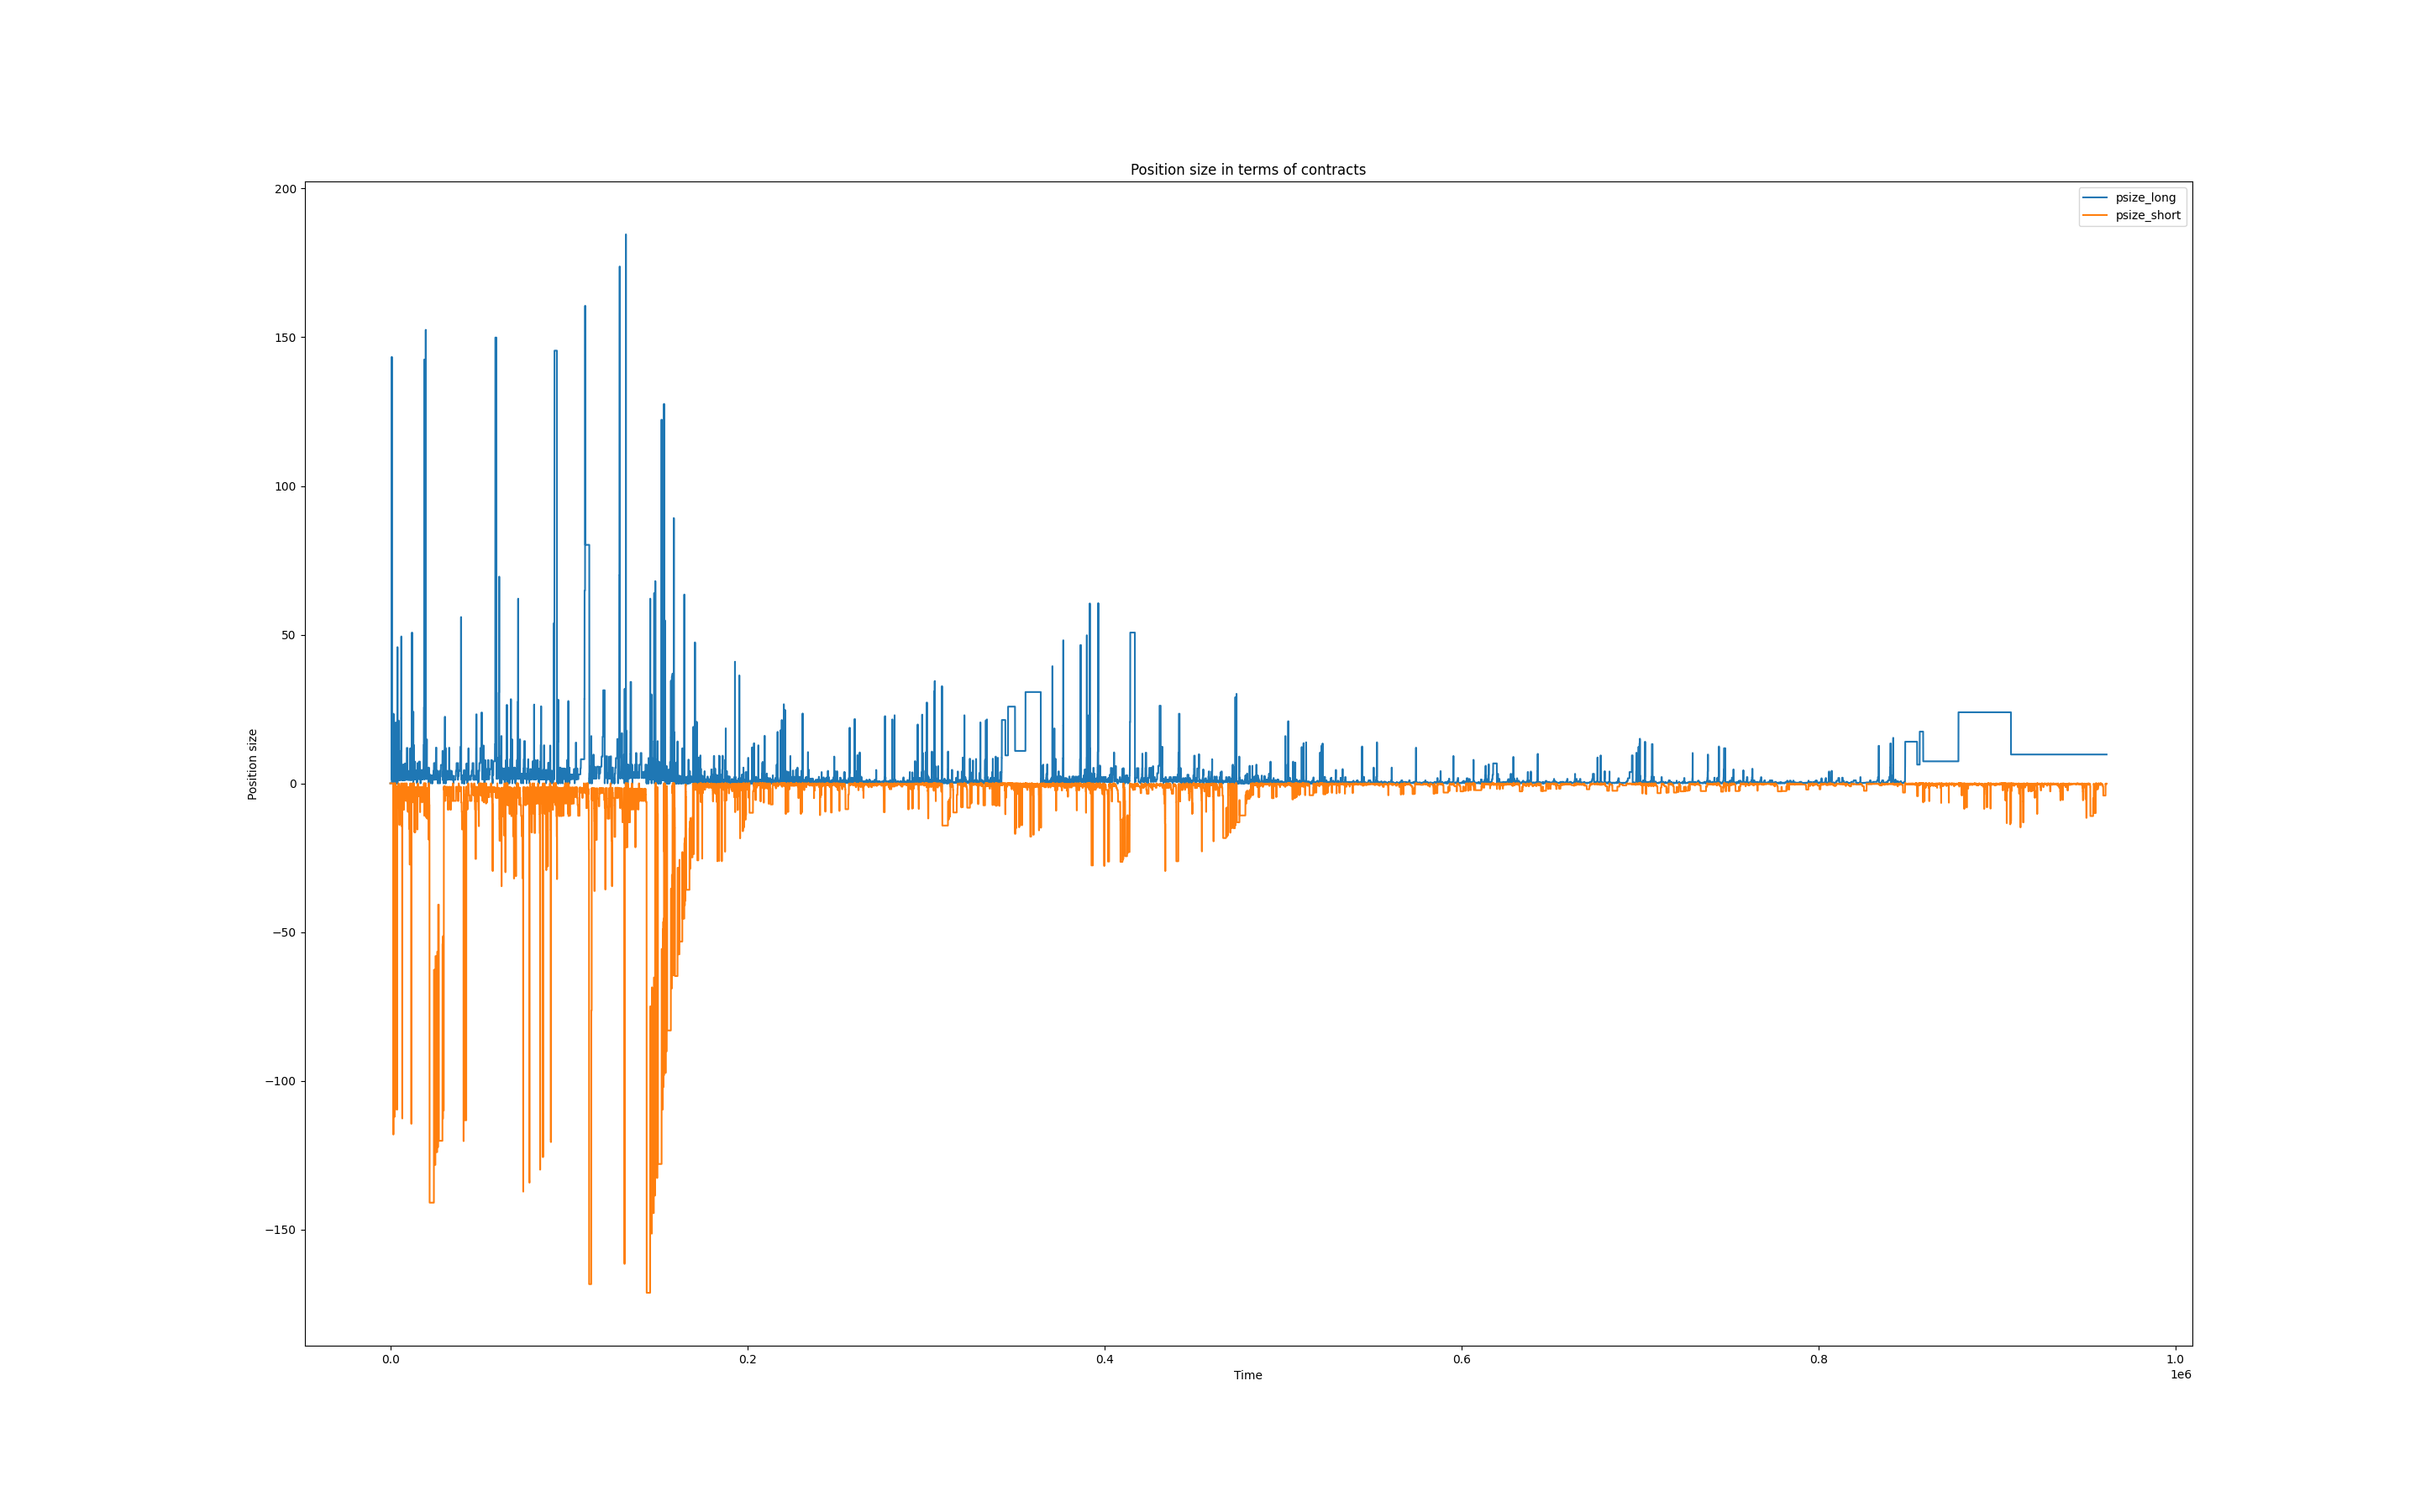 Position size in terms of contracts
psize_long
psize_short
200
150
100
50
0
−50
−100
−150
Position size
0.0
0.2
0.4
0.6
0.8
1.0
1e6
Time